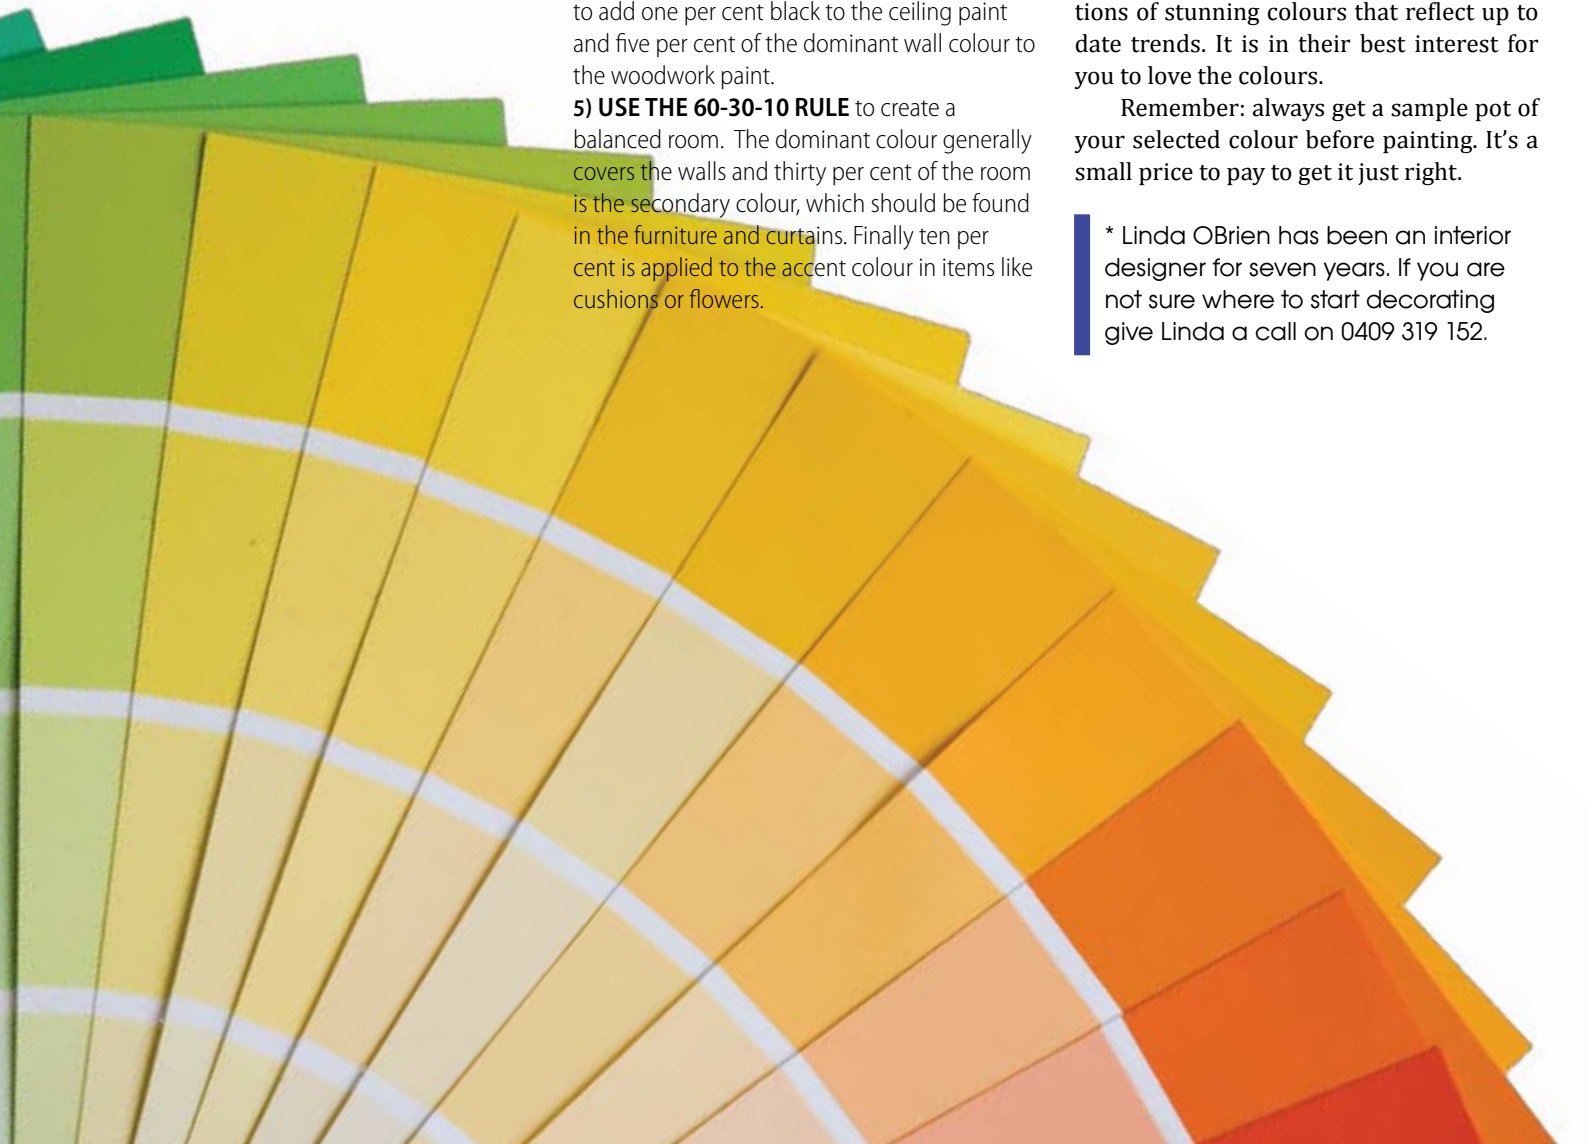 to add one per cent black to the ceiling paint
and five per cent of the dominant wall colour to
the woodwork paint.
5) USE THE 60-30-10 RULE to create a
balanced room.  The dominant colour generally
covers the walls and thirty per cent of the room
is the secondary colour, which should be found
in the furniture and curtains. Finally ten per
cent is applied to the accent colour in items like
cushions or flowers.
tions of stunning colours that reflect up to
date trends. It is in their best interest for
you to love the colours.
Remember: always get a sample pot of
your selected colour before painting. It’s a
small price to pay to get it just right.
* Linda OBrien has been an interior
designer for seven years. If you are
not sure where to start decorating
give Linda a call on 0409 319 152.